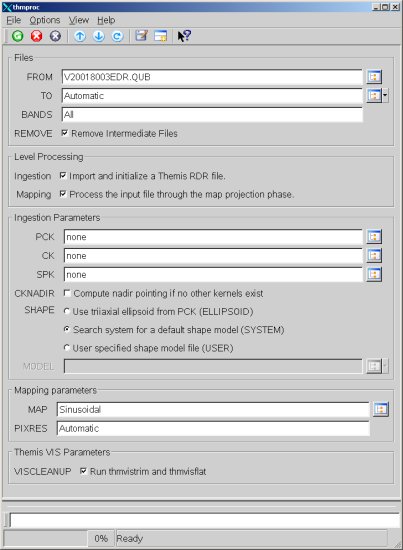 thmproc
File Options View Help
Files
FROM V20018003EDR.QUB
TO Automatic
BANDS All
REMOVE Remove Intermediate Files
Level Processing
Ingestion Import and initialize a Themis RDR file.
Mapping Process the input file through the map projection phase.
Ingestion Parameters
PCK none
CK none
SPK none
CKNADIR Compute nadir pointing if no other kernels exist
SHAPE Use triiaxial ellipsoid from PCK (ELLIPSOID)
Search system for a default shape model (SYSTEM)
User specified shape model file (USER)
MODEL
Mapping parameters
MAP Sinusoidal
PIXRES Automatic
Themis VIS Parameters
VISCLEANUP Run thmvistrim and thmvisflat
0% Ready